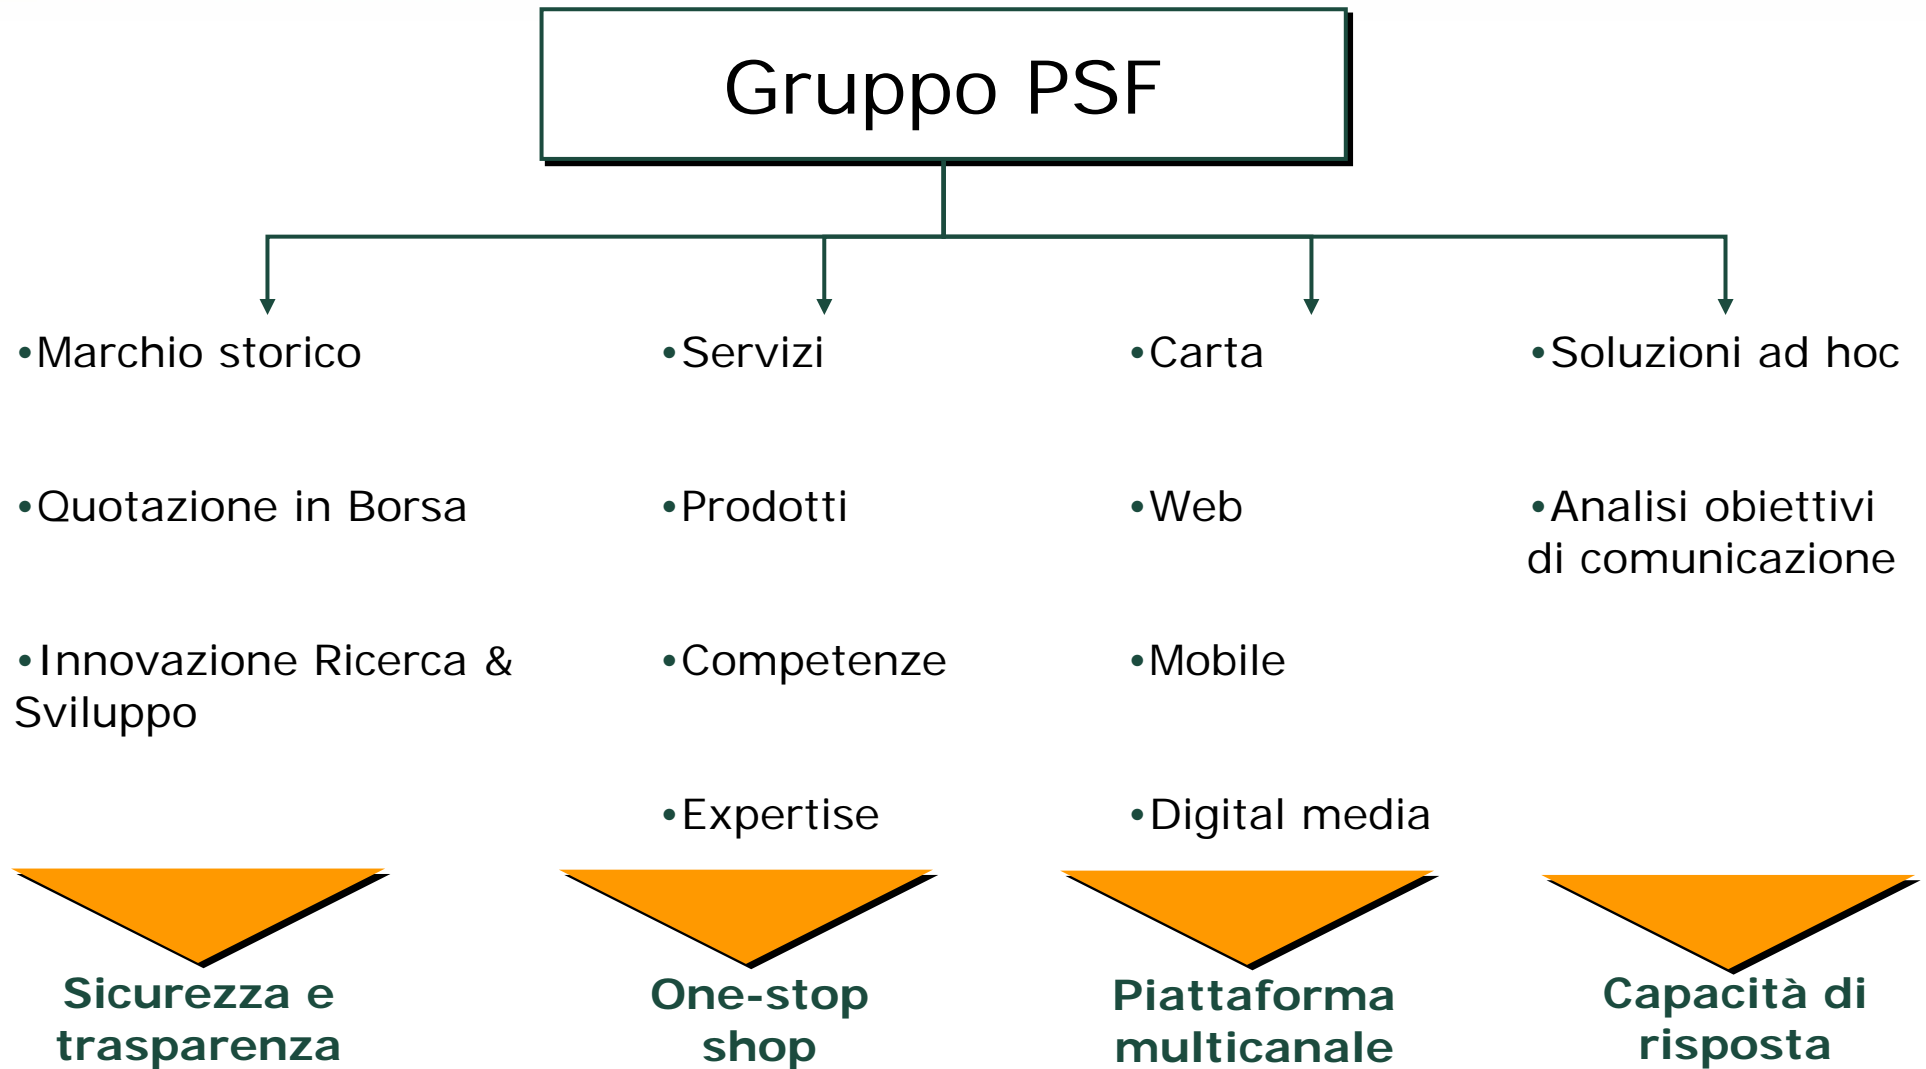 Gruppo PSF
•Marchio storico
•Quotazione in Borsa
•Innovazione Ricerca &
Sviluppo
Sicurezza e
trasparenza
•Servizi
•Prodotti
•Competenze
•Expertise
One-stop
shop
•Carta
•Web
•Mobile
•Digital media
Piattaforma
multicanale
•Soluzioni ad hoc
•Analisi obiettivi
di comunicazione
Capacità di
risposta